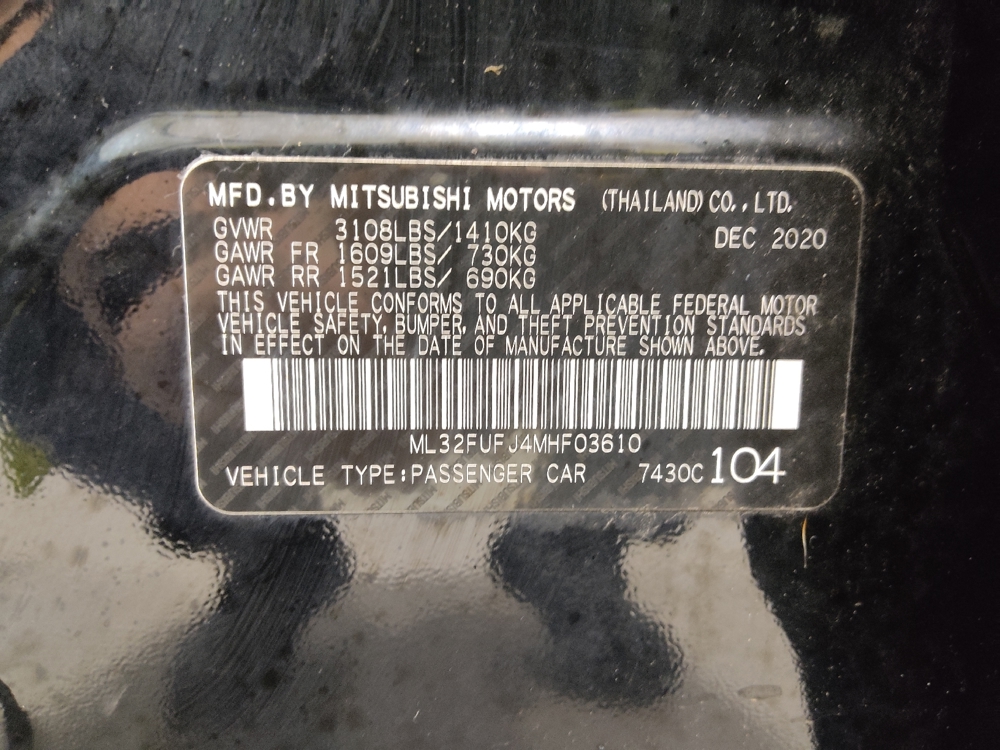 MFD.BY MITSUBISHI MOTORS (THAILAND) CO., LTD.
GVWR 3108LBS/1410KG DEC 2020
GAWR FR 1609LBS/ 730KG
GAWR RR 1521LBS/ 690KG
THIS VEHICLE CONFORMS TO ALL APPLICABLE FEDERAL MOTOR
VEHICLE SAFETY, BUMPER, AND THEFT PREVENTION STANDARDS
IN EFFECT ON THE DATE OF MANUFACTURE SHOWN ABOVE.
ML32FUFJ4MHF03610
VEHICLE TYPE:PASSENGER CAR 7430C 104